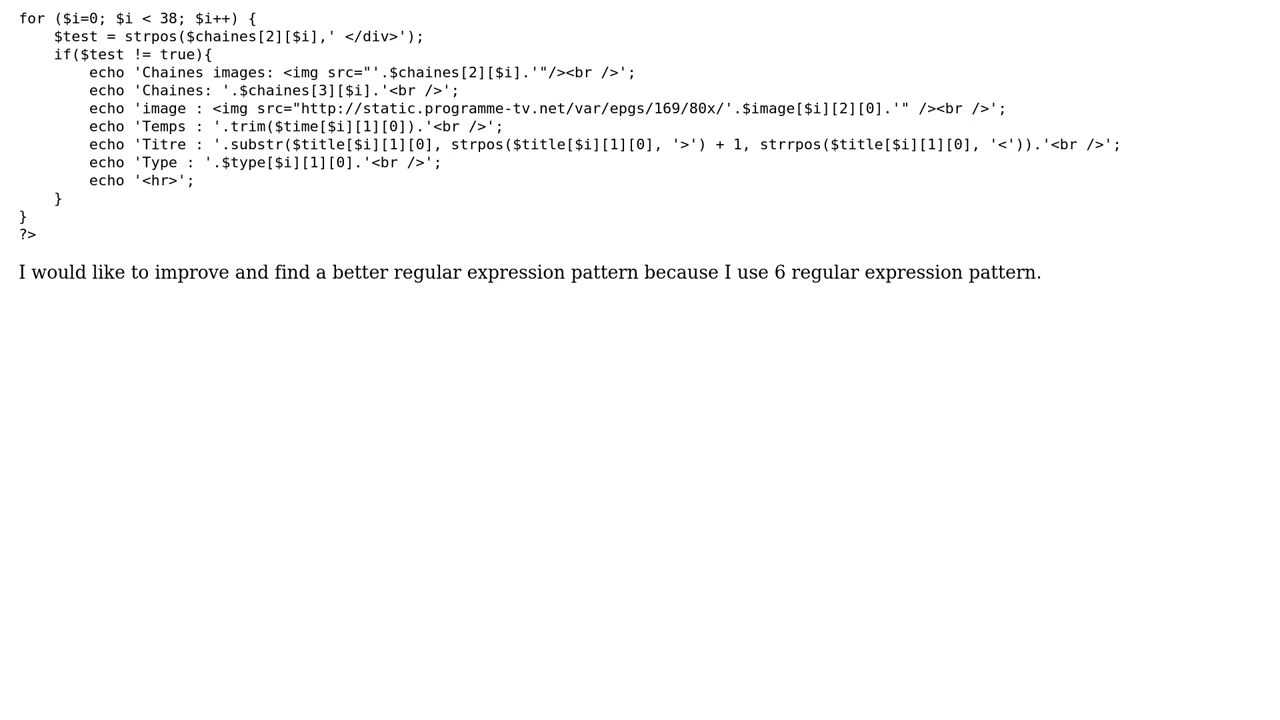 for ($i=0; $i < 38; $i++) {
    $test = strpos($chaines[2][$i],' </div>');
    if($test != true){
        echo 'Chaines images: <img src="'.$chaines[2][$i].'"/><br />';
        echo 'Chaines: '.$chaines[3][$i].'<br />';
        echo 'image : <img src="http://static.programme-tv.net/var/epgs/169/80x/'.$image[$i][2][0].'" /><br />';
        echo 'Temps : '.trim($time[$i][1][0]).'<br />';
        echo 'Titre : '.substr($title[$i][1][0], strpos($title[$i][1][0], '>') + 1, strrpos($title[$i][1][0], '<')).'<br />';
        echo 'Type : '.$type[$i][1][0].'<br />';
        echo '<hr>';
    }
}
?>
I would like to improve and find a better regular expression pattern because I use 6 regular expression pattern.